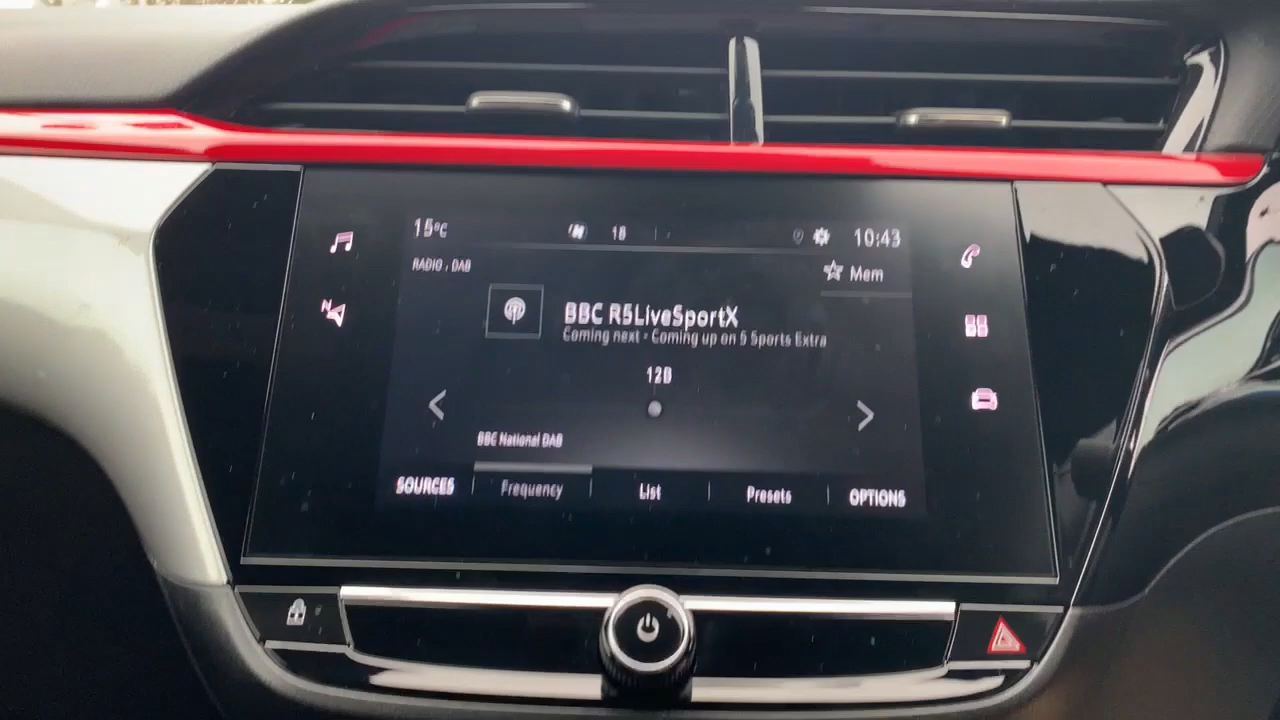 15°C
N 18 10:43
RADIO › DAB
Mem
BBC R5LiveSportX
Coming next • Coming up on 5 Sports Extra
12B
BBC National DAB
SOURCES Frequency List Presets OPTIONS
N